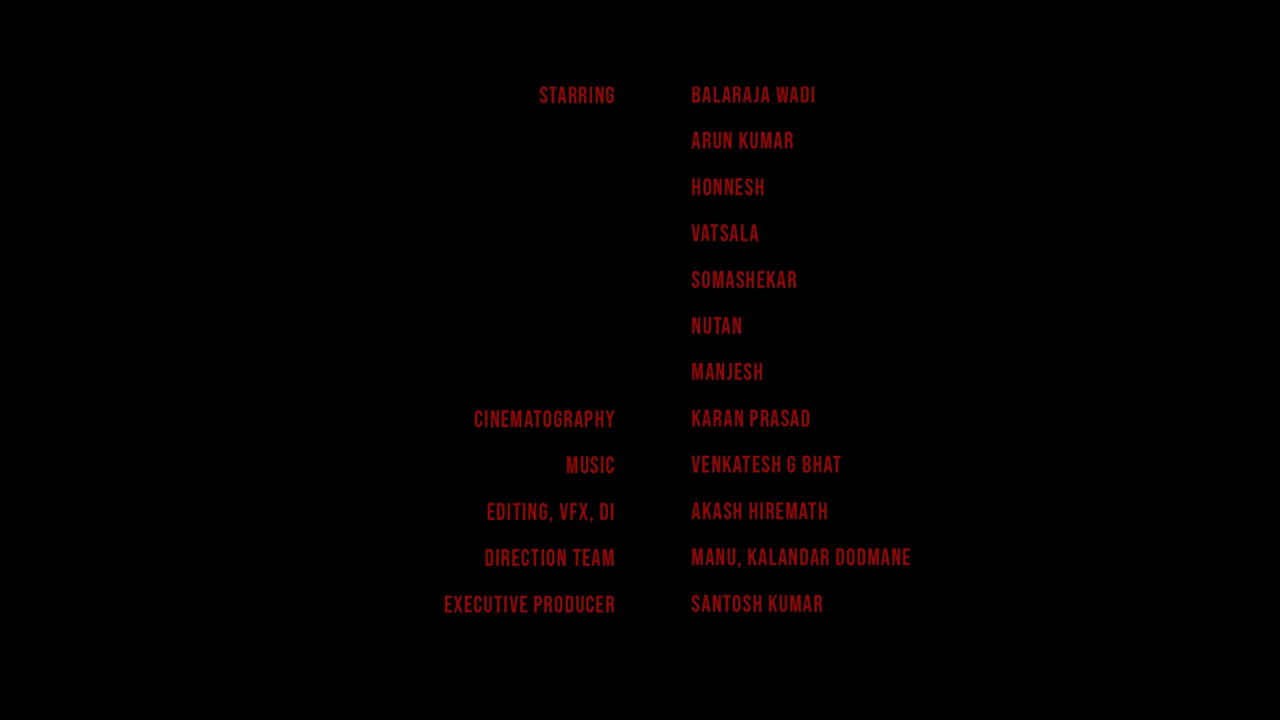 STARRING BALARAJA WADI
ARUN KUMAR
HONNESH
VATSALA
SOMASHEKAR
NUTAN
MANJESH
CINEMATOGRAPHY KARAN PRASAD
MUSIC VENKATESH G BHAT
EDITING, VFX, DI AKASH HIREMATH
DIRECTION TEAM MANU, KALANDAR DODMANE
EXECUTIVE PRODUCER SANTOSH KUMAR